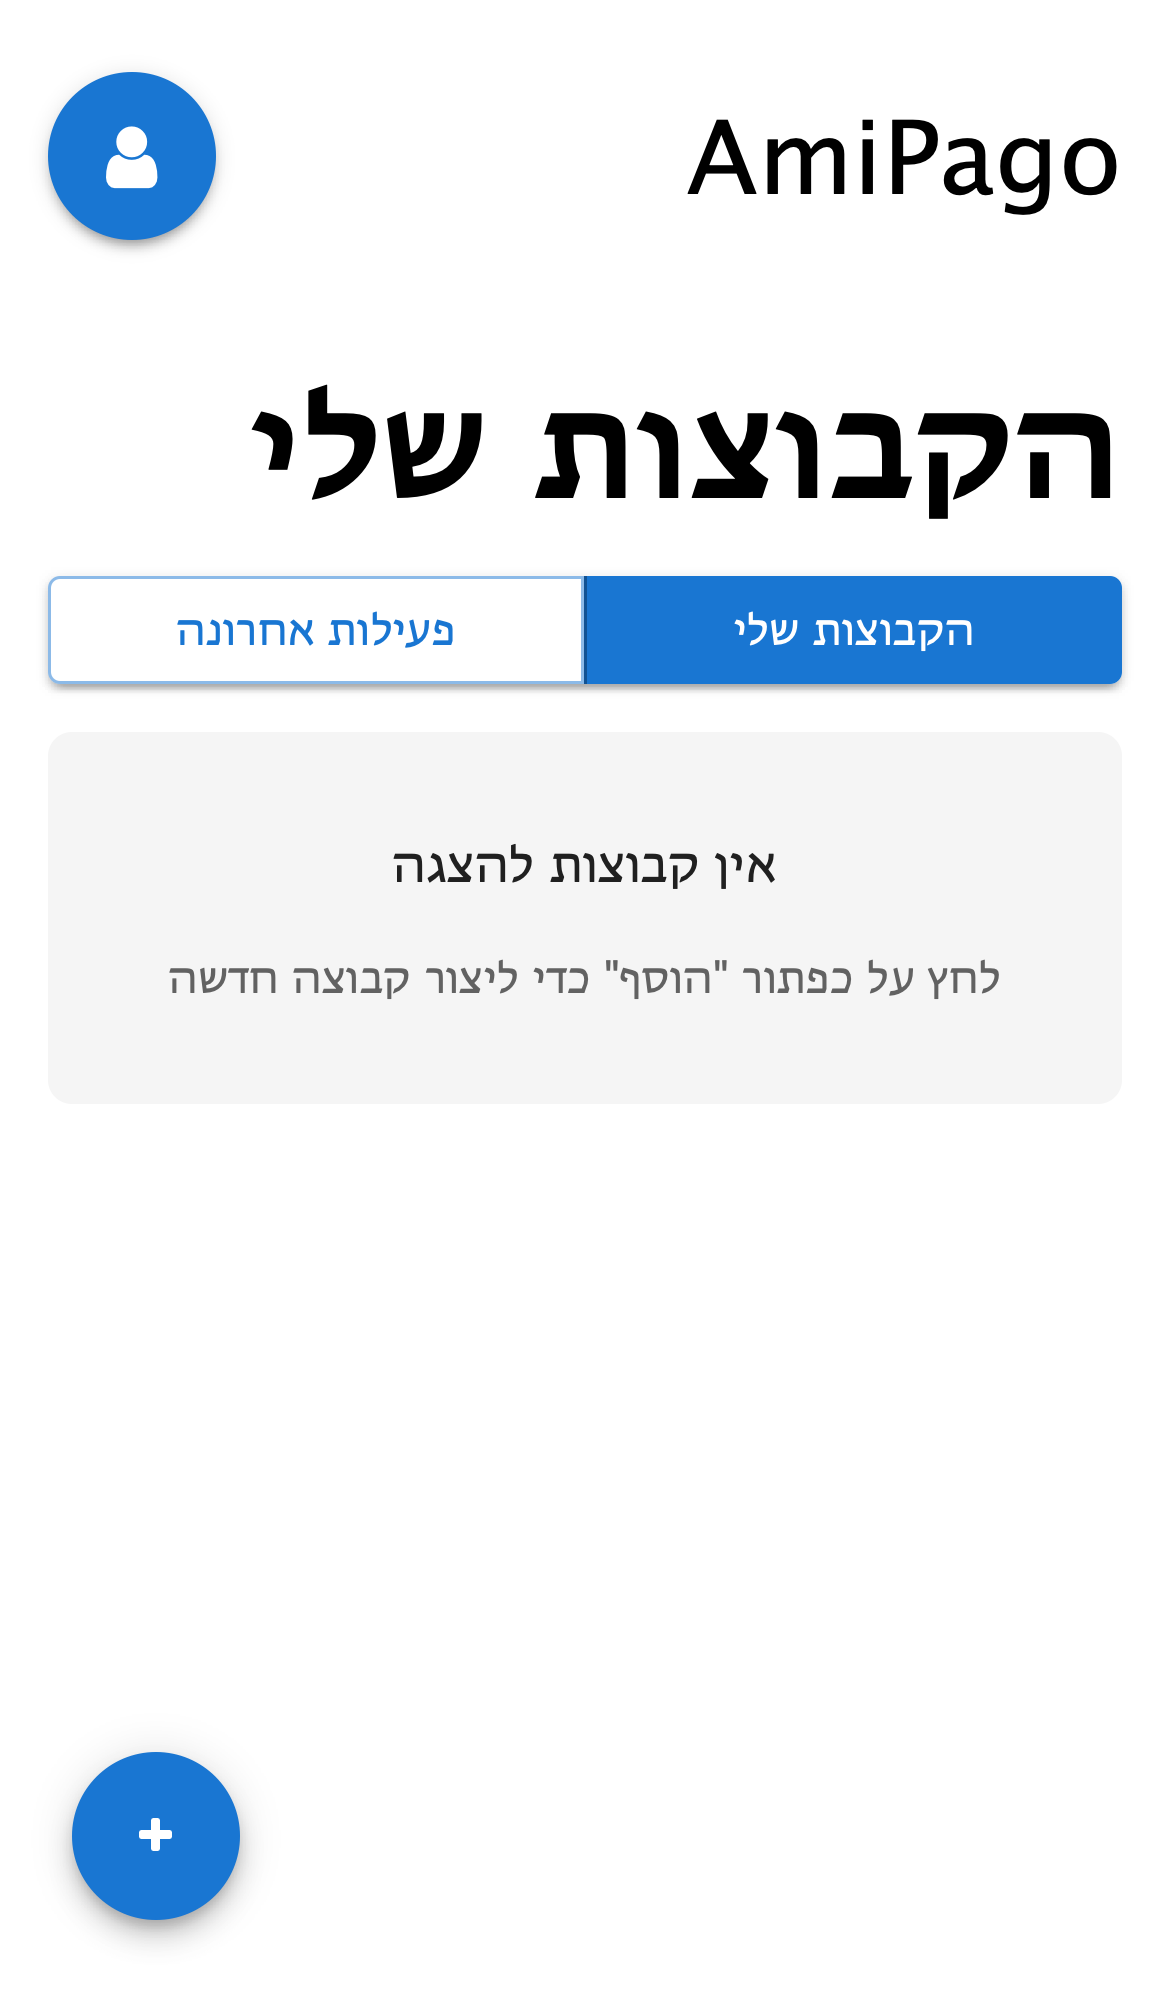 AmiPago
הקבוצות שלי
הקבוצות שלי
פעילות אחרונה
אין קבוצות להצגה
לחץ על כפתור "הוסף" כדי ליצור קבוצה חדשה